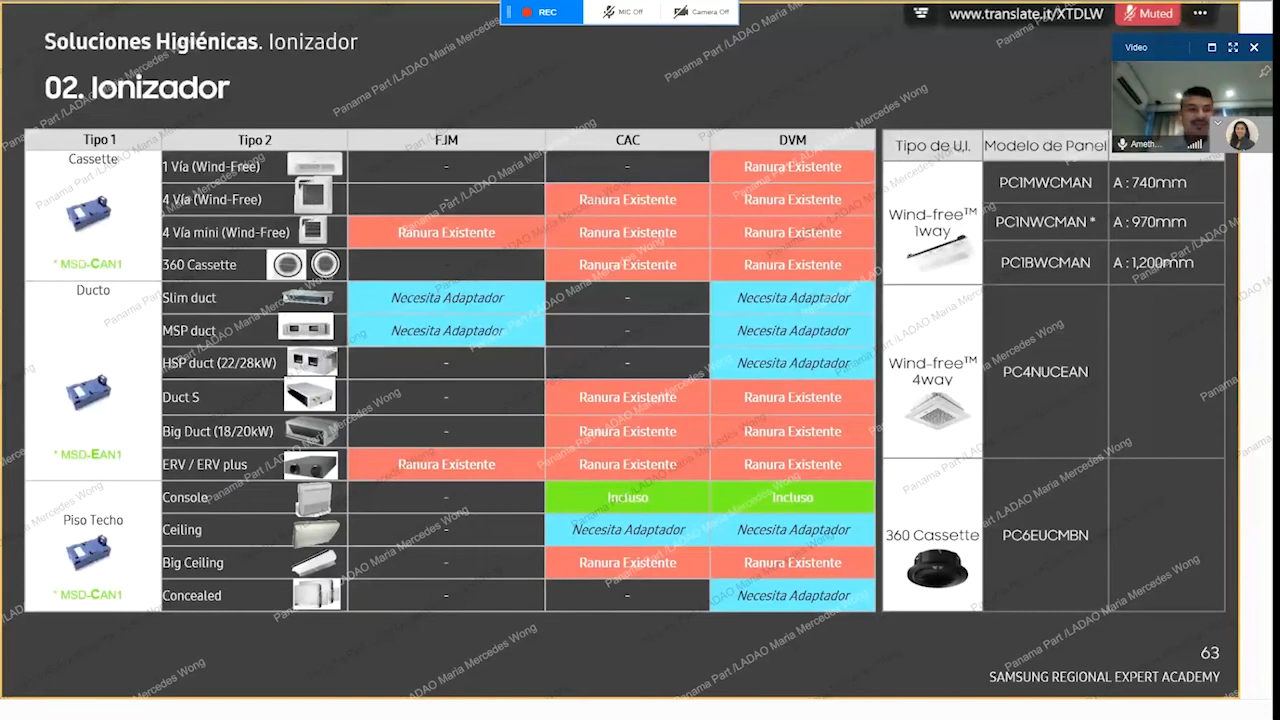 REC
MIC Off
Camera Off
www.translate.it/XTDLW
Muted
Soluciones Higiénicas. Ionizador
02. Ionizador
Video
Ameth...
Tipo 1 Tipo 2 FJM CAC DVM
Cassette
* MSD-CAN1
1 Vía (Wind-Free) - - Ranura Existente
4 Vía (Wind-Free) - Ranura Existente Ranura Existente
4 Vía mini (Wind-Free) Ranura Existente Ranura Existente Ranura Existente
360 Cassette - Ranura Existente Ranura Existente
Ducto
* MSD-EAN1
Slim duct Necesita Adaptador - Necesita Adaptador
MSP duct Necesita Adaptador - Necesita Adaptador
HSP duct (22/28kW) - - Necesita Adaptador
Duct S - Ranura Existente Ranura Existente
Big Duct (18/20kW) - Ranura Existente Ranura Existente
ERV / ERV plus Ranura Existente Ranura Existente Ranura Existente
Piso Techo
* MSD-CAN1
Console - Incluso Incluso
Ceiling - Necesita Adaptador Necesita Adaptador
Big Ceiling - Ranura Existente Ranura Existente
Concealed - - Necesita Adaptador
Tipo de U.I. Modelo de Panel
Wind-free™
1way
PC1MWCMAN A : 740mm
PC1NWCMAN * A : 970mm
PC1BWCMAN A : 1,200mm
Wind-free™
4way
PC4NUCEAN
360 Cassette PC6EUCMBN
63
SAMSUNG REGIONAL EXPERT ACADEMY
Panama Part /LADAO Maria Mercedes Wong